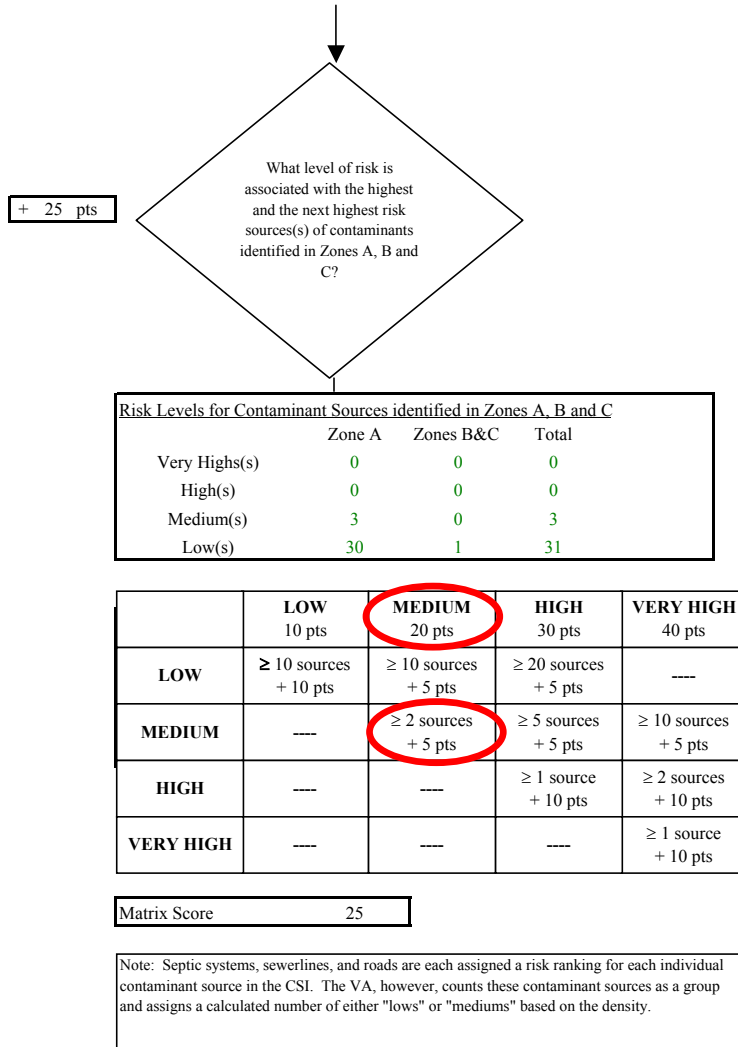 What level of risk is
associated with the highest
and the next highest risk
sources(s) of contaminants
identified in Zones A, B and
C?
+ 25 pts
Risk Levels for Contaminant Sources identified in Zones A, B and C
Zone A Zones B&C Total
Very Highs(s) 0 0 0
High(s) 0 0 0
Medium(s) 3 0 3
Low(s) 30 1 31
LOW MEDIUM HIGH VERY HIGH
10 pts 20 pts 30 pts 40 pts
LOW ≥ 10 sources ≥ 10 sources ≥ 20 sources ----
+ 10 pts + 5 pts + 5 pts
MEDIUM ---- ≥ 2 sources ≥ 5 sources ≥ 10 sources
+ 5 pts + 5 pts + 5 pts
HIGH ---- ---- ≥ 1 source ≥ 2 sources
+ 10 pts + 10 pts
VERY HIGH ---- ---- ---- ≥ 1 source
+ 10 pts
Matrix Score 25
Note: Septic systems, sewerlines, and roads are each assigned a risk ranking for each individual
contaminant source in the CSI. The VA, however, counts these contaminant sources as a group
and assigns a calculated number of either "lows" or "mediums" based on the density.